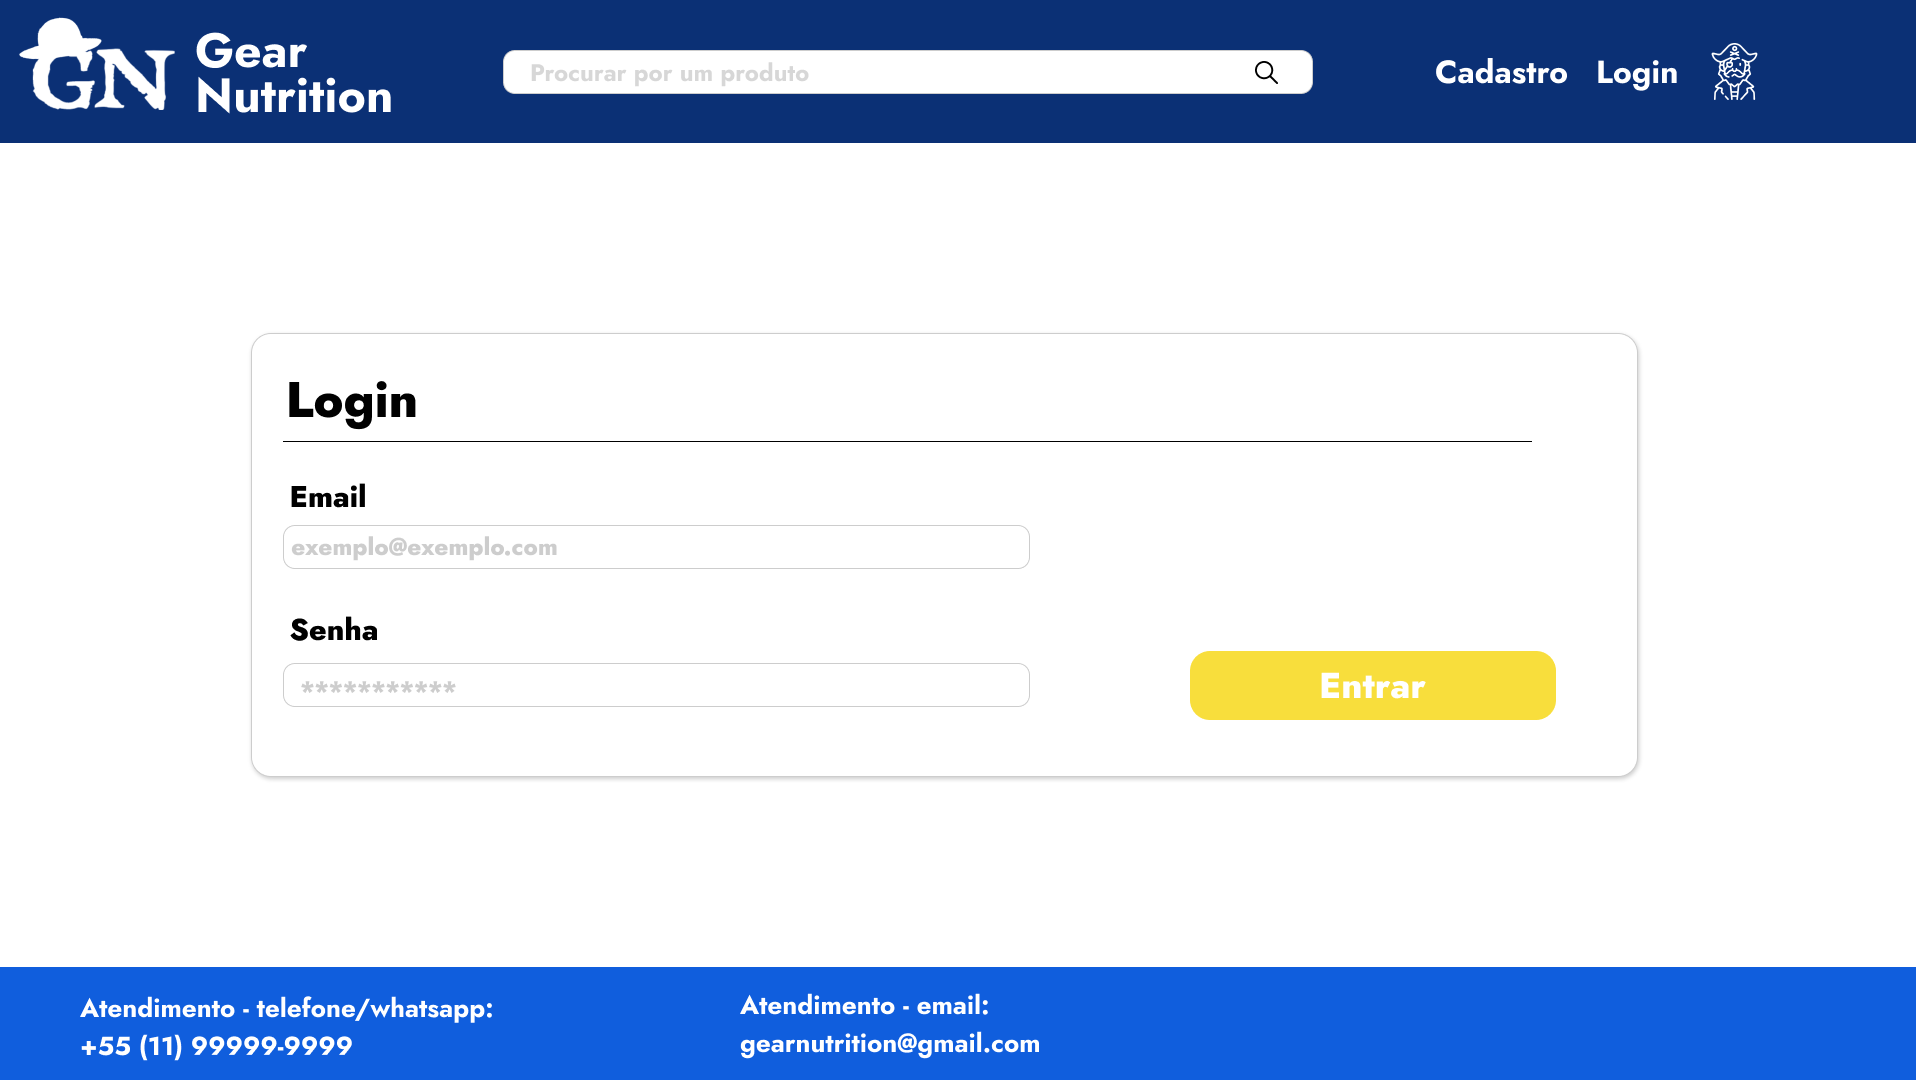 GN
Gear
Nutrition
Procurar por um produto
Cadastro
Login
Login
Email
exemplo@exemplo.com
Senha
***********
Entrar
Atendimento - telefone/whatsapp:
+55 (11) 99999-9999
Atendimento - email:
gearnutrition@gmail.com